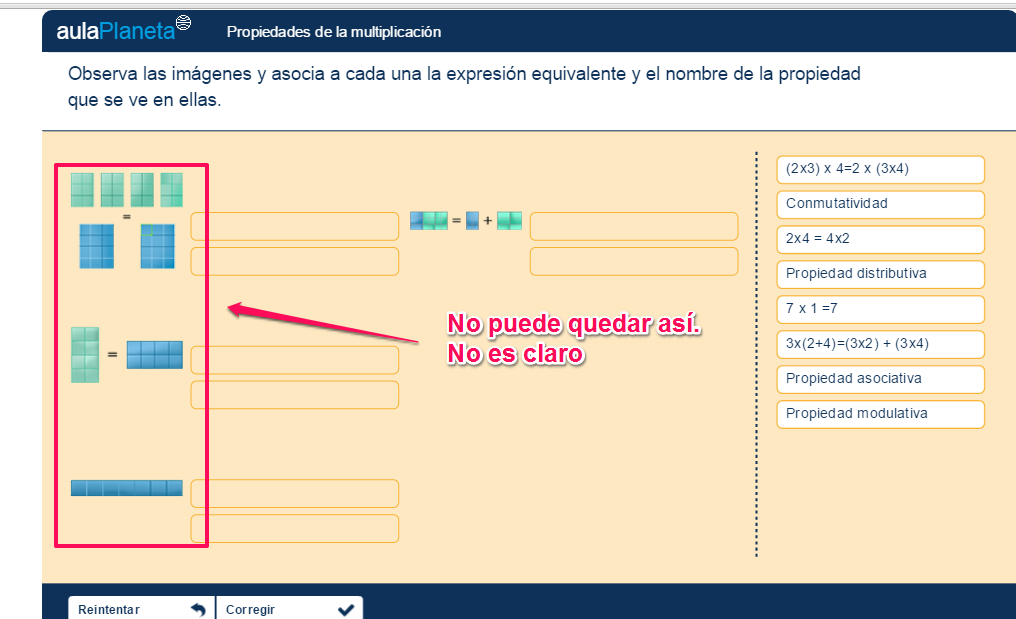 aulaPlaneta
Propiedades de la multiplicación
Observa las imágenes y asocia a cada una la expresión equivalente y el nombre de la propiedad
que se ve en ellas.
=
= +
=
No puede quedar así.
No es claro
(2x3) x 4=2 x (3x4)
Conmutatividad
2x4 = 4x2
Propiedad distributiva
7 x 1 =7
3x(2+4)=(3x2) + (3x4)
Propiedad asociativa
Propiedad modulativa
Reintentar
Corregir